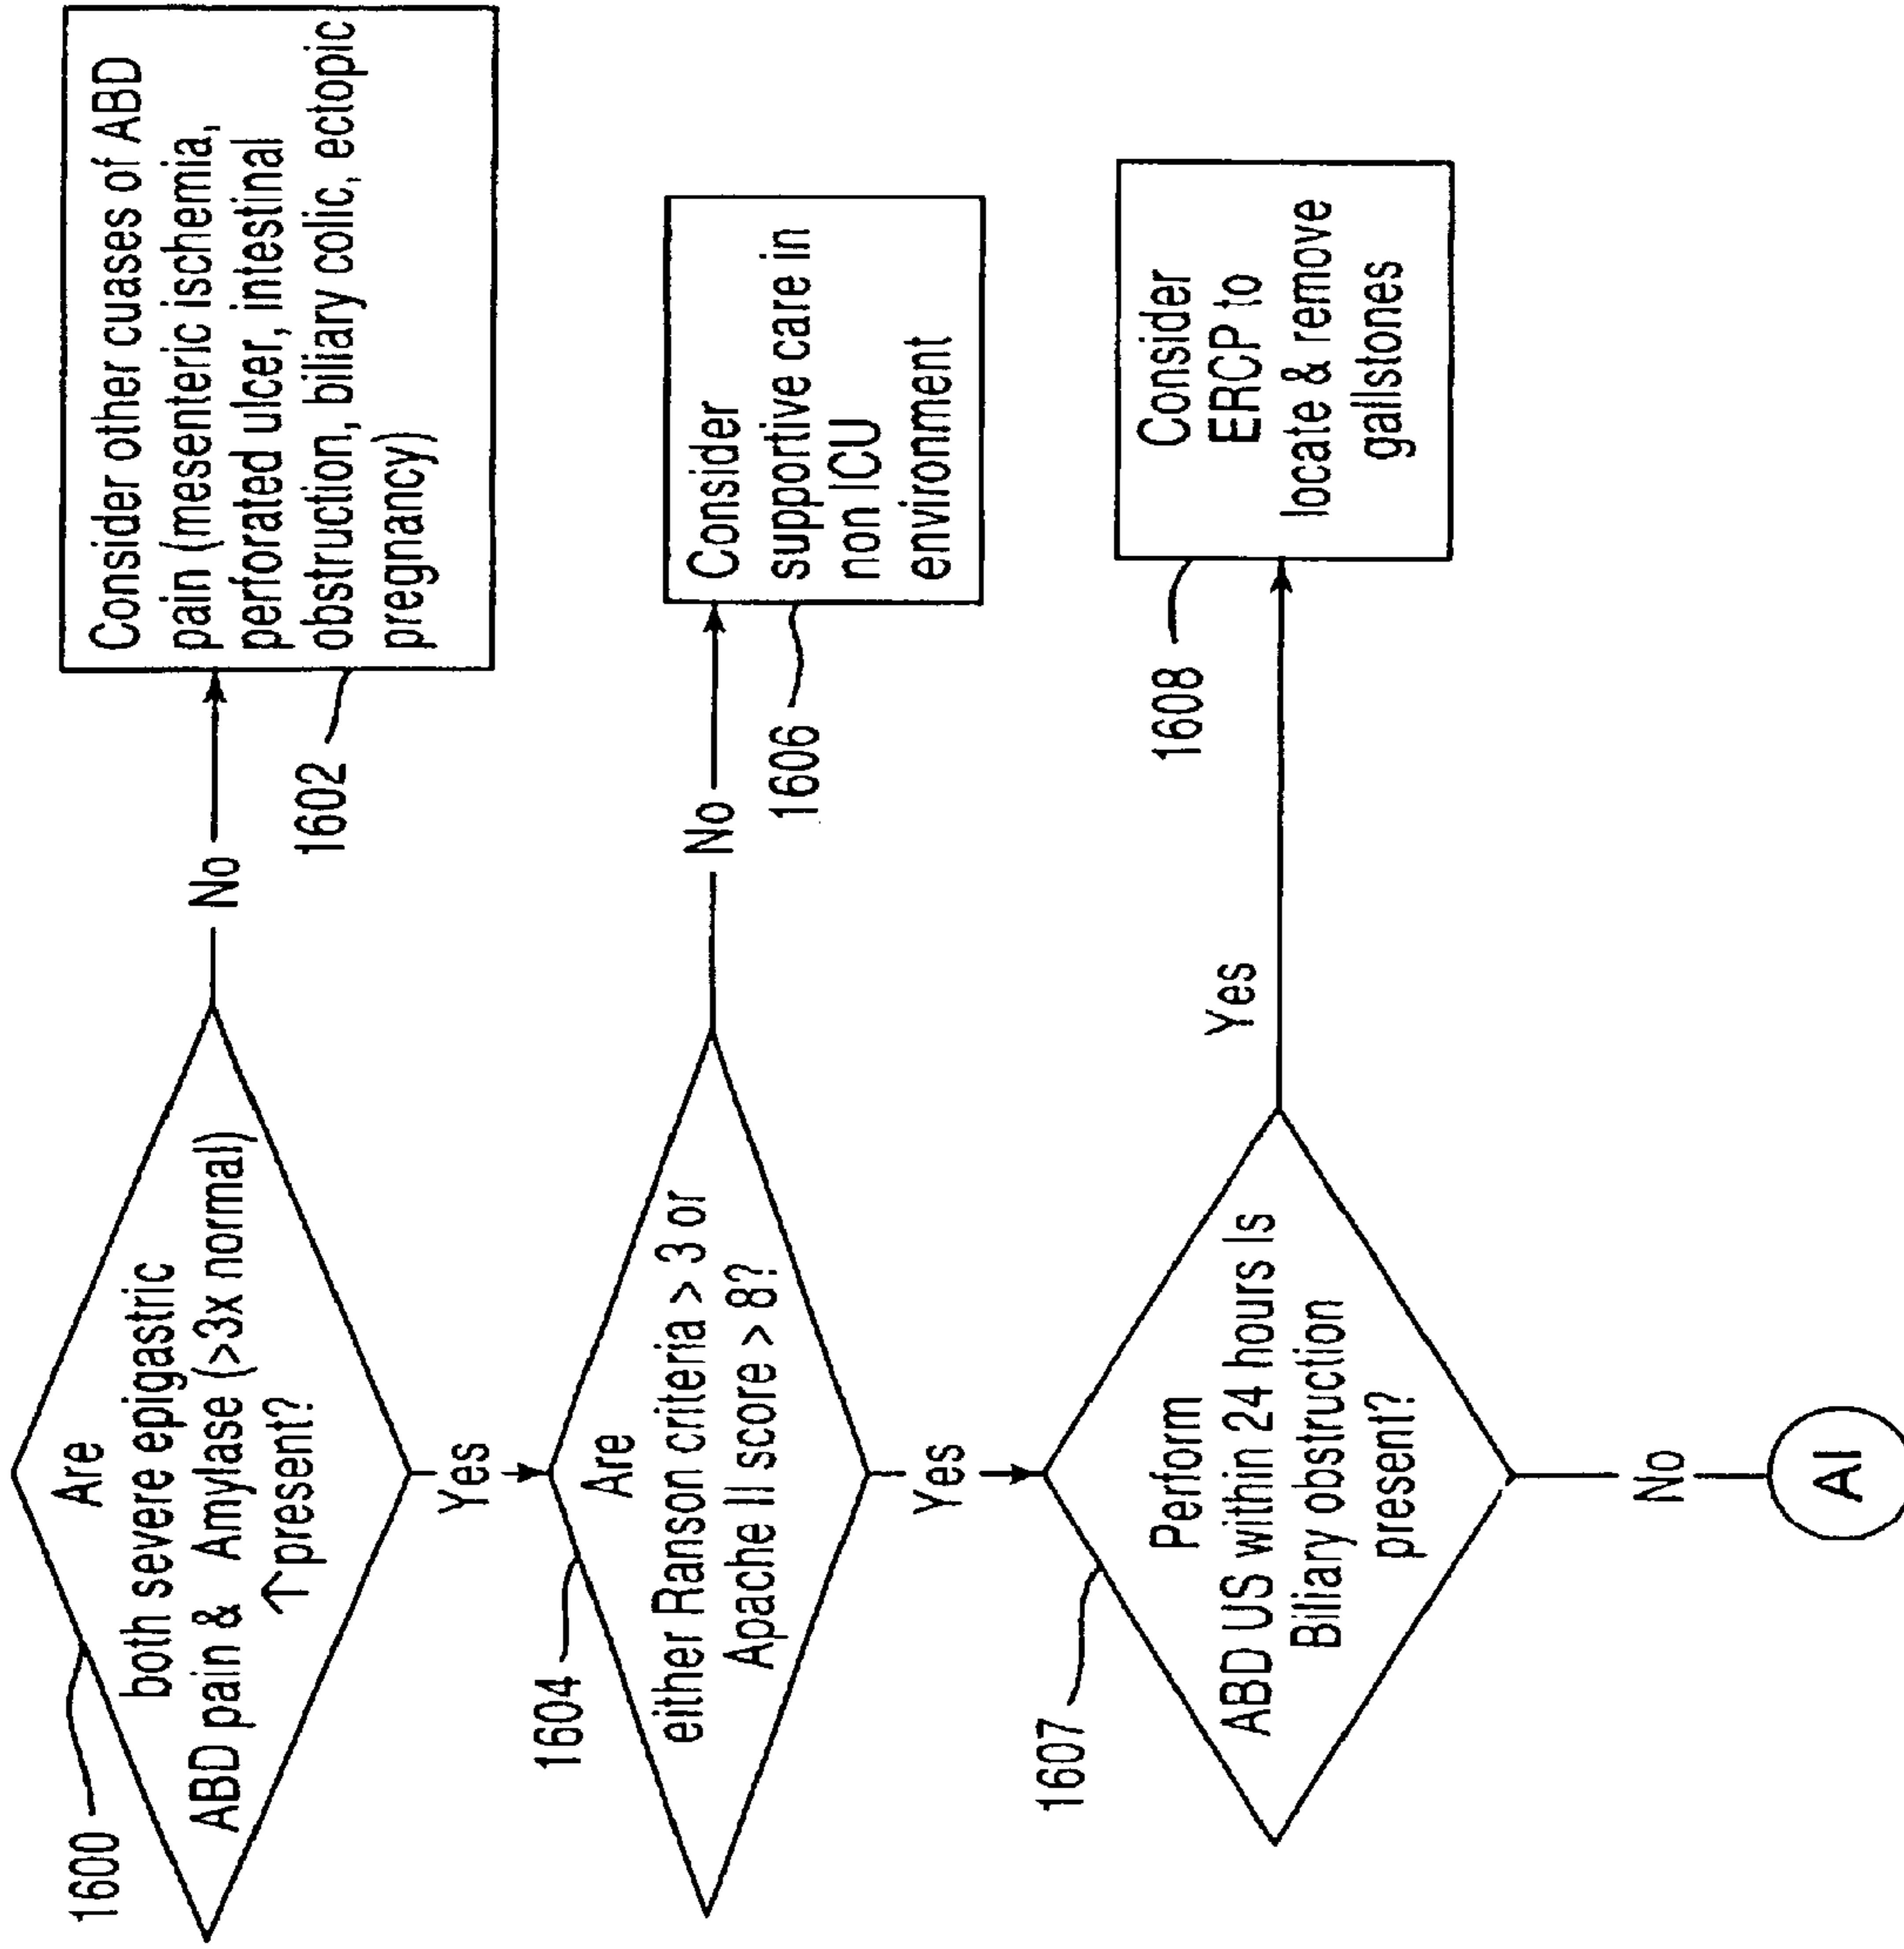 1600
Are
both severe epigastric
ABD pain & Amylase (>3x normal)
↑present?
No
1602
Consider other cuases of ABD
pain (mesenteric ischemia,
perforated ulcer, intestinal
obstruction, biliary colic, ectopic
pregnancy)
Yes
1604
Are
either Ranson criteria > 3 or
Apache II score > 8?
No
1606
Consider
supportive care in
non ICU
environment
Yes
1607
Perform
ABD US within 24 hours Is
Biliary obstruction
present?
Yes
1608
Consider
ERCP to
locate & remove
gallstones
No
AI